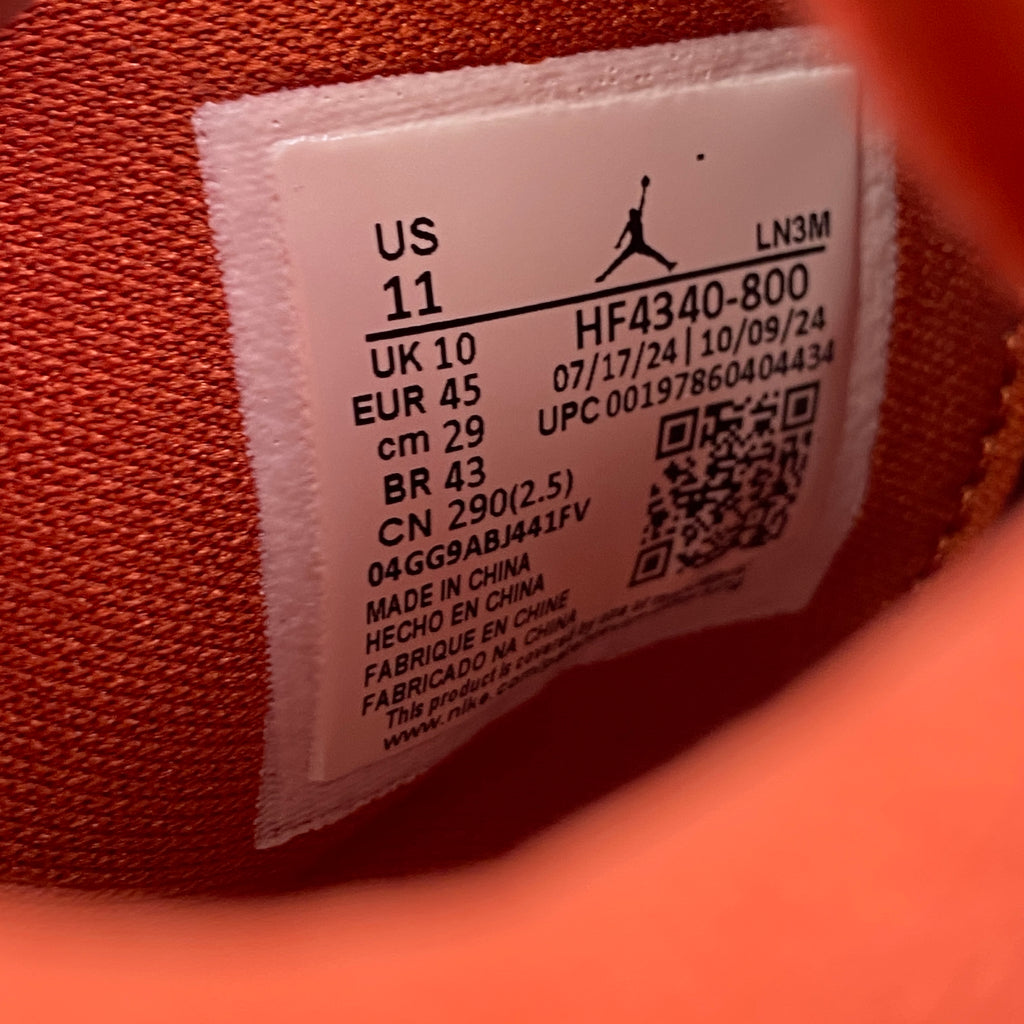 US
11
LN3M
HF4340-800
07/17/24 | 10/09/24
UPC 00197860404434
UK 10
EUR 45
cm 29
BR 43
CN 290(2.5)
04GG9ABJ441FV
MADE IN CHINA
HECHO EN CHINA
FABRIQUE EN CHINE
FABRICADO NA CHINA
This product is covered by one or
www.nike.com